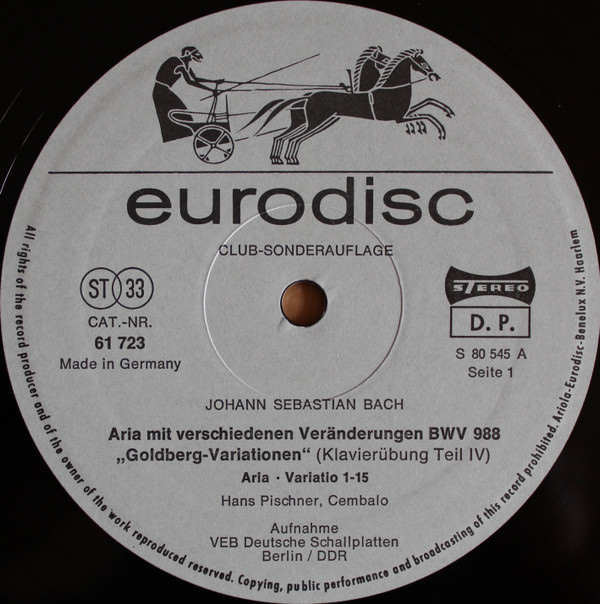 eurodisc
CLUB-SONDERAUFLAGE
ST 33
CAT.-NR.
61 723
Made in Germany
STEREO
D. P.
S 80 545 A
Seite 1
JOHANN SEBASTIAN BACH
Aria mit verschiedenen Veränderungen BWV 988
„Goldberg-Variationen“ (Klavierübung Teil IV)
Aria · Variatio 1-15
Hans Pischner, Cembalo
Aufnahme
VEB Deutsche Schallplatten
Berlin / DDR
All rights of the record producer and of the owner of the work reproduced reserved. Copying, public performance and broadcasting of this record prohibited. Ariola-Eurodisc-Benelux N.V. Haarlem